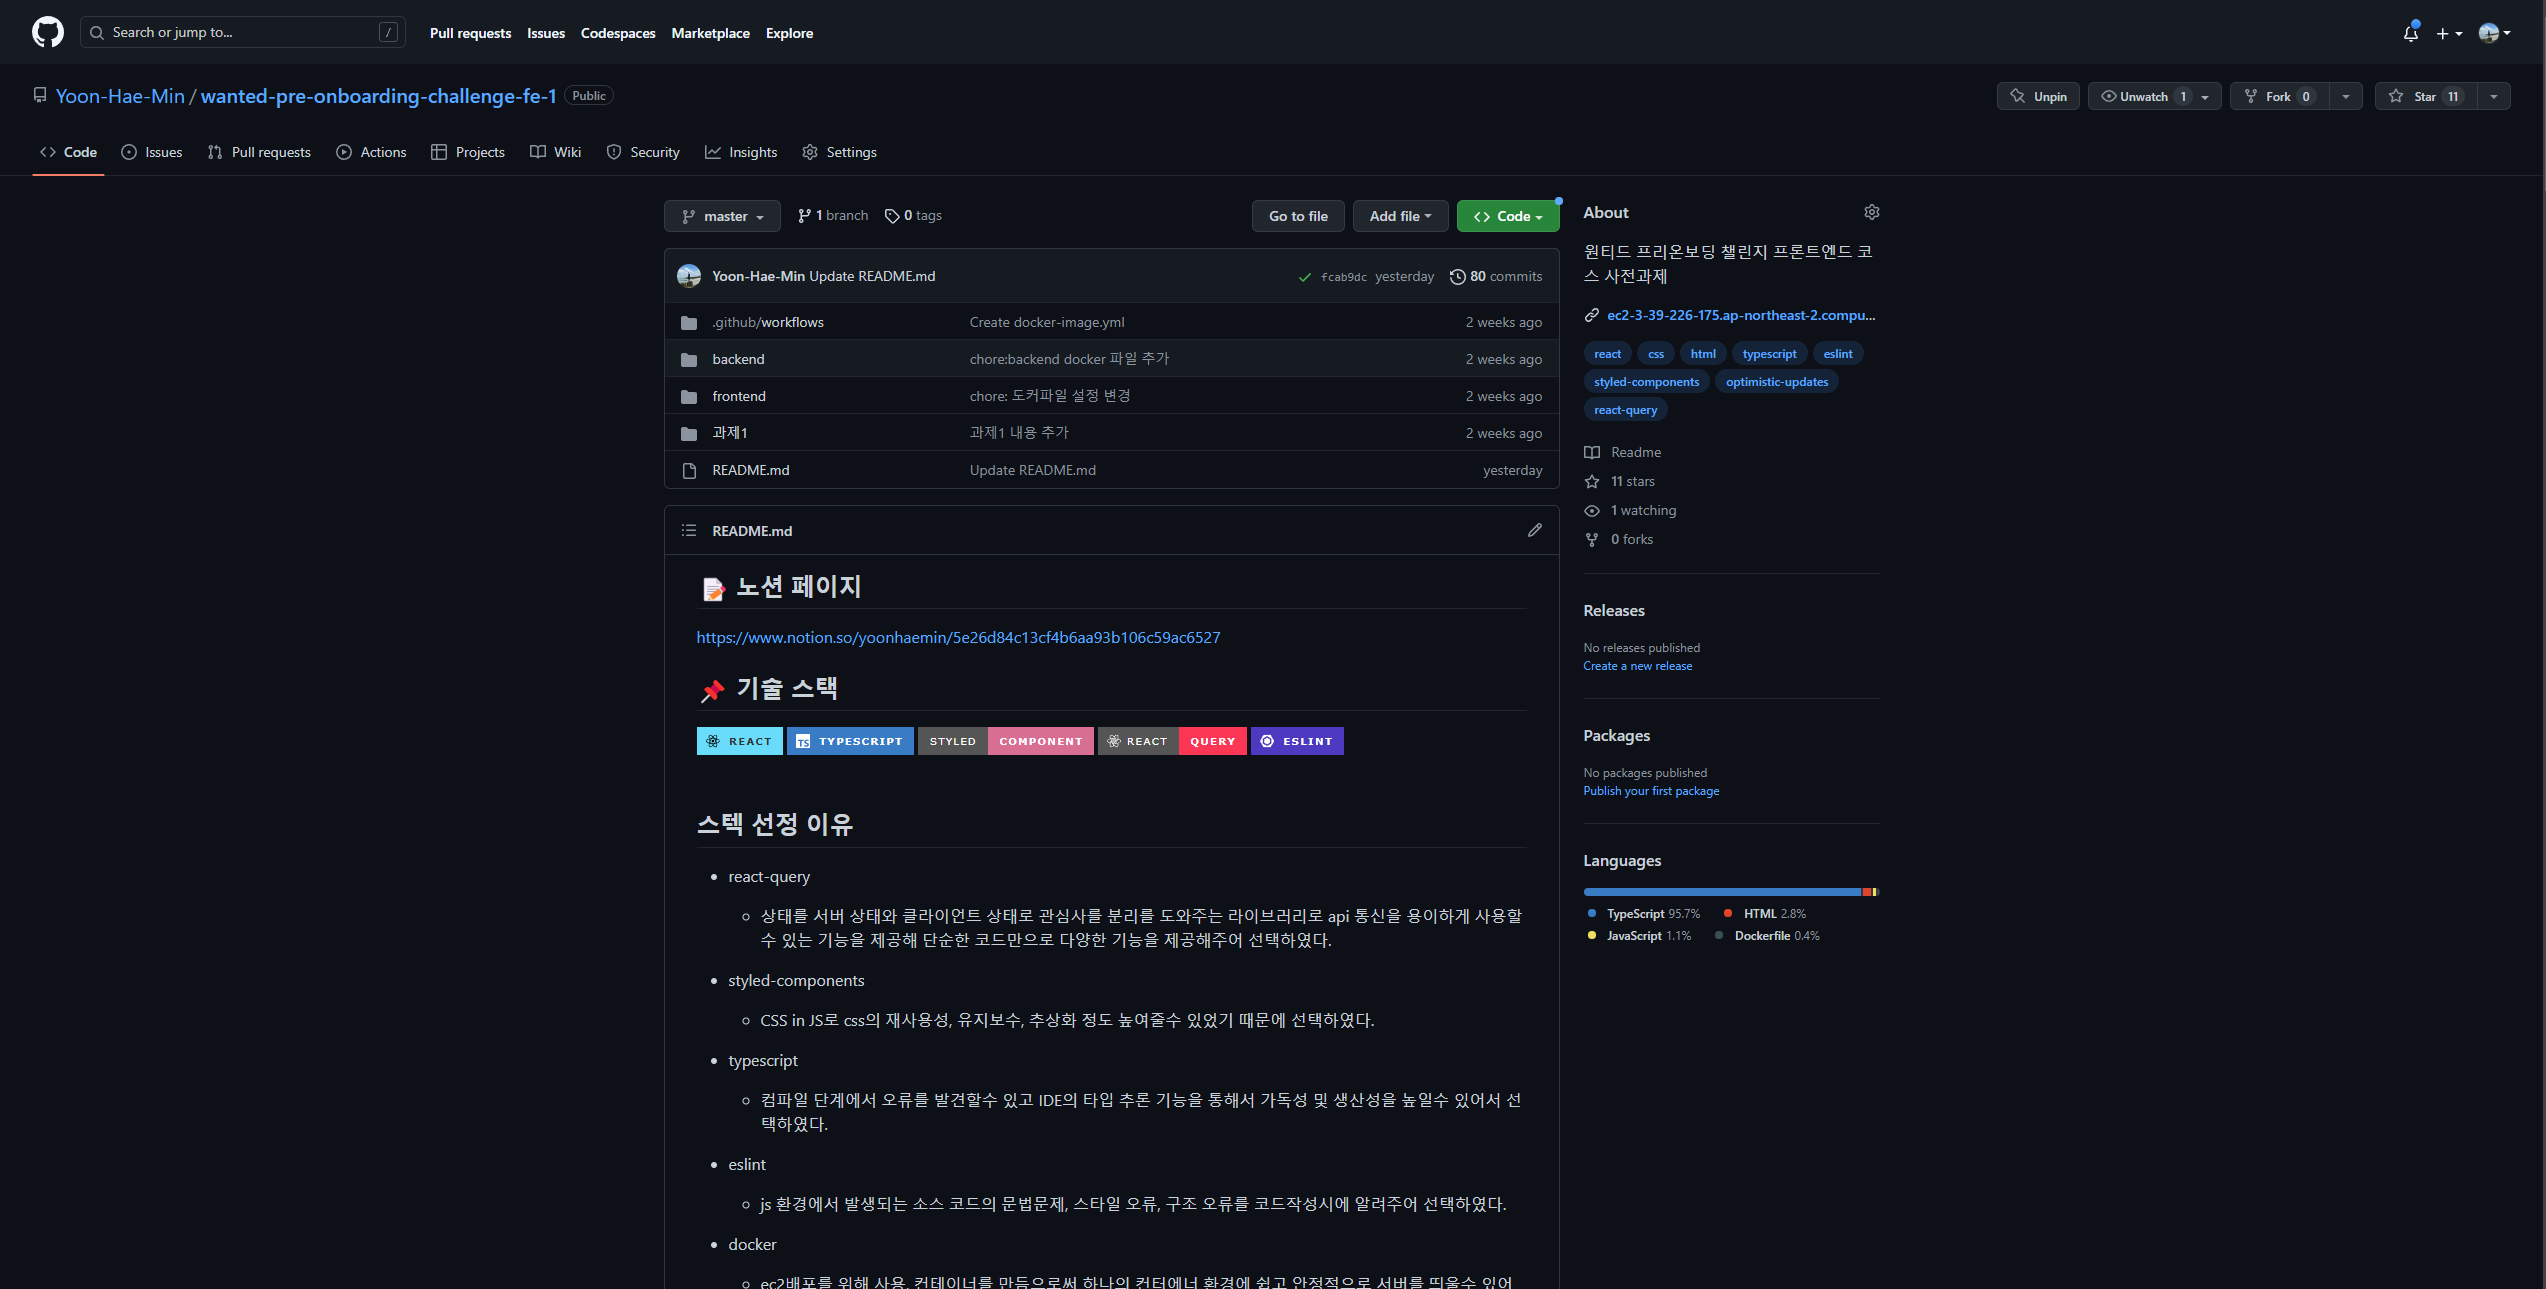 Search or jump to... /
Pull requests Issues Codespaces Marketplace Explore
Yoon-Hae-Min / wanted-pre-onboarding-challenge-fe-1 Public
Unpin Unwatch 1 Fork 0 Star 11
Code Issues Pull requests Actions Projects Wiki Security Insights Settings
master 1 branch 0 tags Go to file Add file Code
Yoon-Hae-Min Update README.md fcab9dc yesterday 80 commits
.github/workflows Create docker-image.yml 2 weeks ago
backend chore:backend docker 파일 추가 2 weeks ago
frontend chore: 도커파일 설정 변경 2 weeks ago
과제1 과제1 내용 추가 2 weeks ago
README.md Update README.md yesterday
README.md
노션 페이지
https://www.notion.so/yoonhaemin/5e26d84c13cf4b6aa93b106c59ac6527
기술 스택
REACT TS TYPESCRIPT STYLED COMPONENT REACT QUERY ESLINT
스텍 선정 이유
react-query
상태를 서버 상태와 클라이언트 상태로 관심사를 분리를 도와주는 라이브러리로 api 통신을 용이하게 사용할
수 있는 기능을 제공해 단순한 코드만으로 다양한 기능을 제공해주어 선택하였다.
styled-components
CSS in JS로 css의 재사용성, 유지보수, 추상화 정도 높여줄수 있었기 때문에 선택하였다.
typescript
컴파일 단계에서 오류를 발견할수 있고 IDE의 타입 추론 기능을 통해서 가독성 및 생산성을 높일수 있어서 선
택하였다.
eslint
js 환경에서 발생되는 소스 코드의 문법문제, 스타일 오류, 구조 오류를 코드작성시에 알려주어 선택하였다.
docker
ec2배포를 위해 사용. 컨테이너를 만듬으로써 하나의 컨터에너 환경에 쉽고 안정적으로 서버를 띄울수 있어
About
원티드 프리온보딩 챌린지 프론트엔드 코
스 사전과제
ec2-3-39-226-175.ap-northeast-2.compu...
react css html typescript eslint
styled-components optimistic-updates
react-query
Readme
11 stars
1 watching
0 forks
Releases
No releases published
Create a new release
Packages
No packages published
Publish your first package
Languages
TypeScript 95.7% HTML 2.8%
JavaScript 1.1% Dockerfile 0.4%